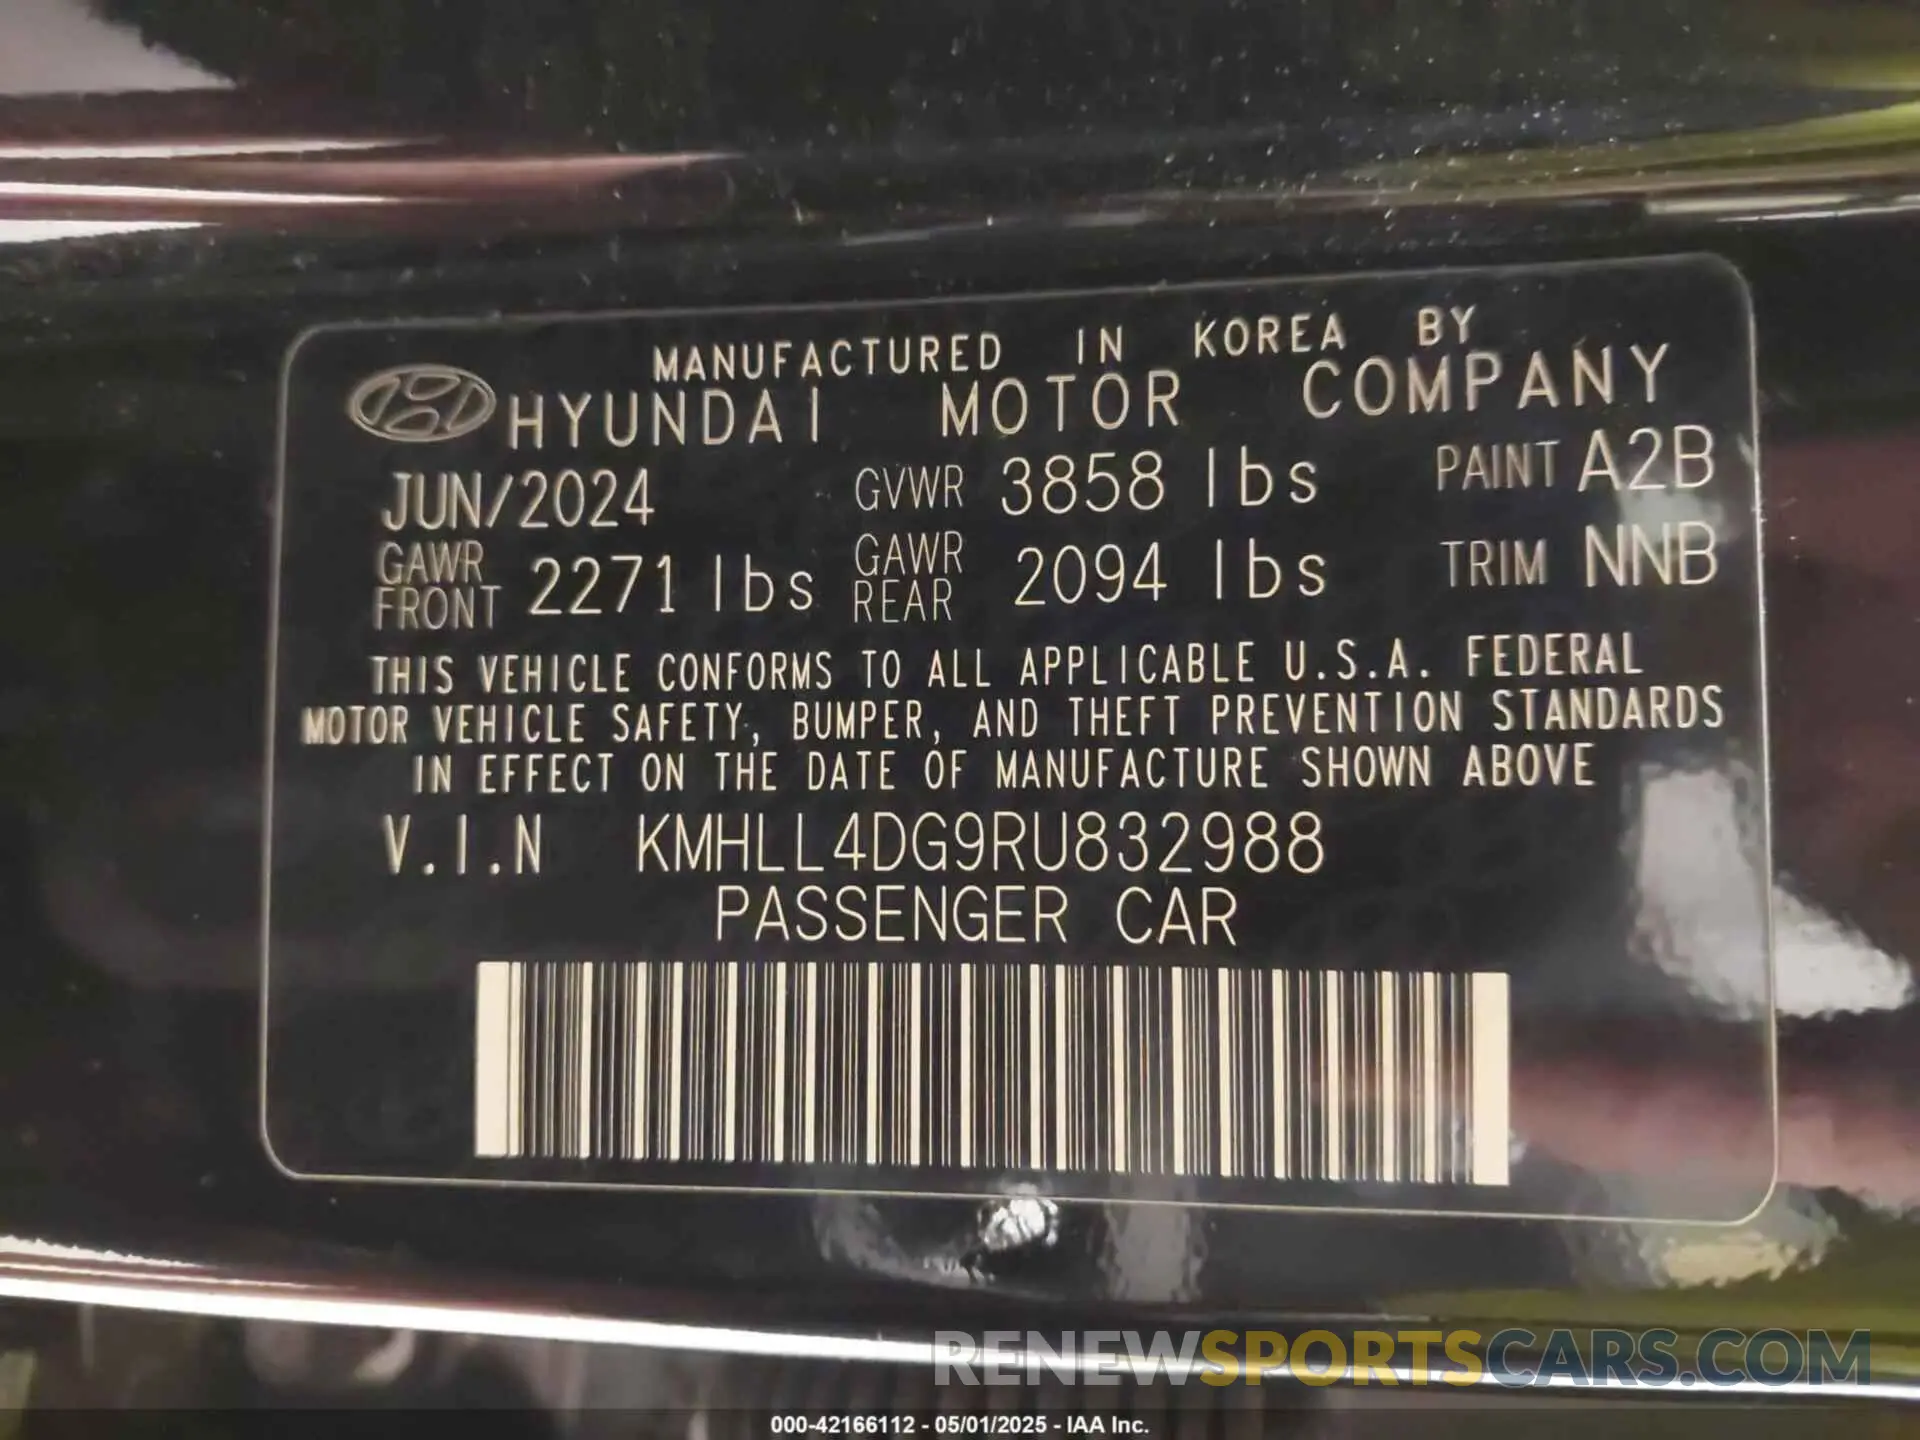 MANUFACTURED IN KOREA BY
HYUNDAI MOTOR COMPANY
JUN/2024 GVWR 3858 lbs PAINT A2B
GAWR FRONT 2271 lbs GAWR REAR 2094 lbs TRIM NNB
THIS VEHICLE CONFORMS TO ALL APPLICABLE U.S.A. FEDERAL
MOTOR VEHICLE SAFETY, BUMPER, AND THEFT PREVENTION STANDARDS
IN EFFECT ON THE DATE OF MANUFACTURE SHOWN ABOVE
V.I.N KMHLL4DG9RU832988
PASSENGER CAR
RENEWSPORTSCARS.COM
000-42166112 - 05/01/2025 - IAA Inc.